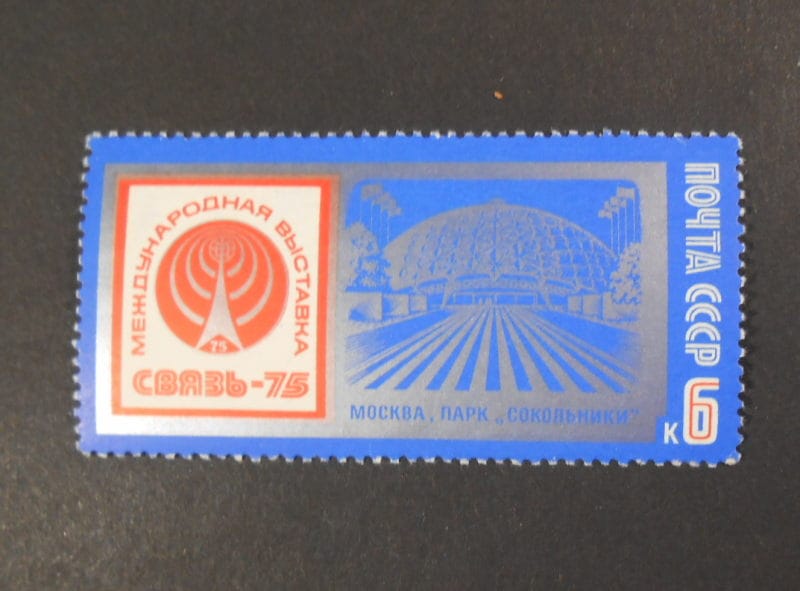 МЕЖДУНАРОДНАЯ ВЫСТАВКА
75
СВЯЗЬ-75
МОСКВА, ПАРК „СОКОЛЬНИКИ”
ПОЧТА СССР
к 6